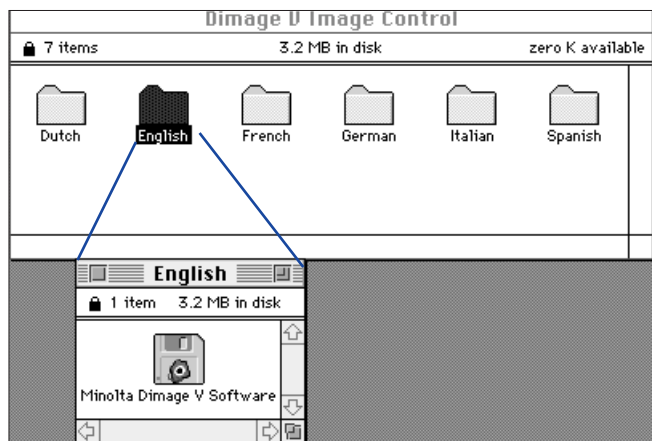 Dimage V Image Control
7 items 3.2 MB in disk zero K available
Dutch English French German Italian Spanish
English
1 item 3.2 MB in disk
Minolta Dimage V Software